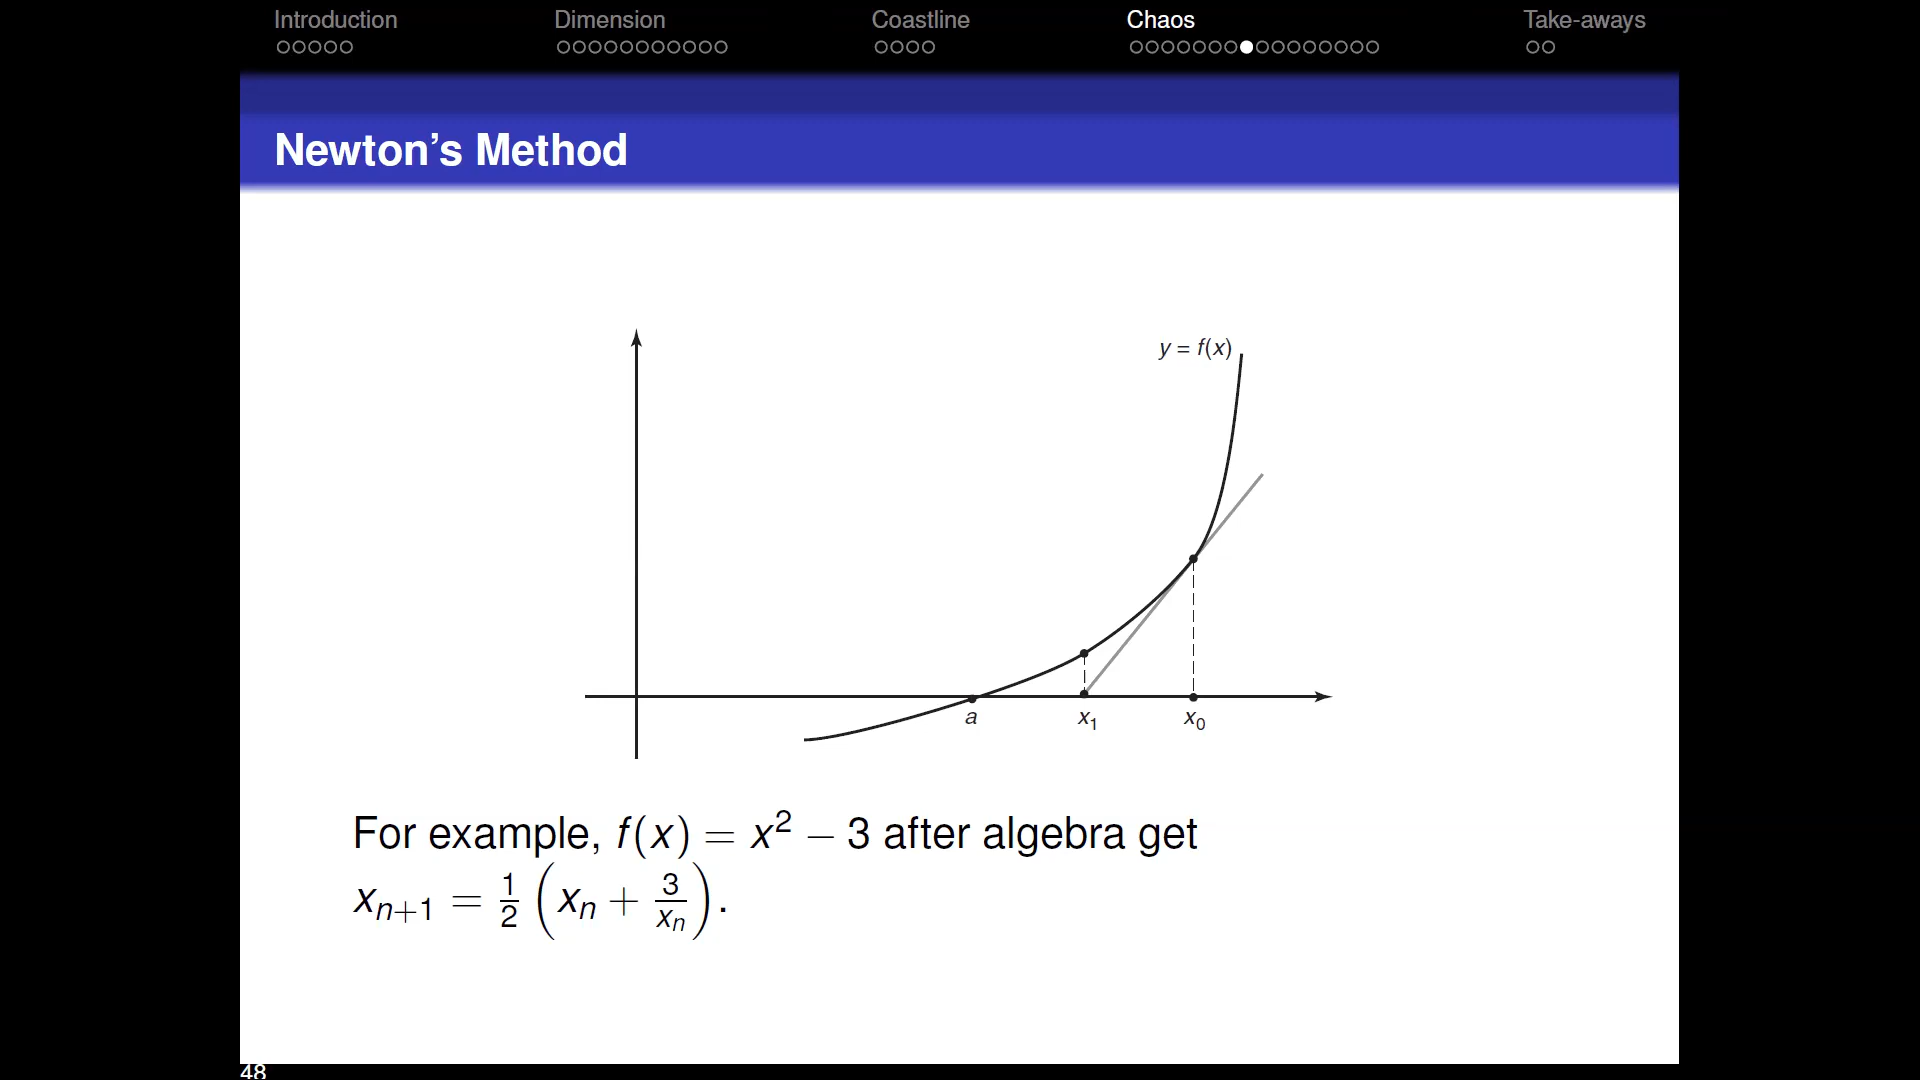 Introduction
Dimension
Coastline
Chaos
Take-aways
Newton's Method
y = f(x)
a
x₁
x₀
For example, f(x) = x² − 3 after algebra get
xₙ₊₁ = ½ (xₙ + 3/xₙ).
48